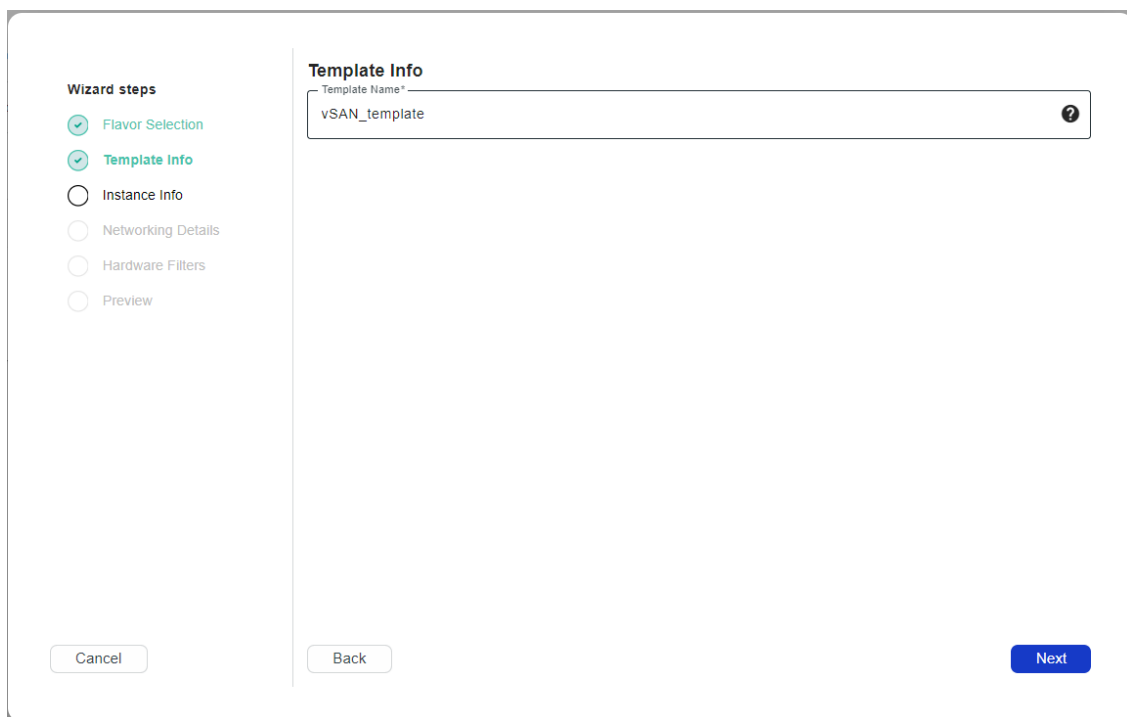 Wizard steps
Flavor Selection
Template Info
Instance Info
Networking Details
Hardware Filters
Preview
Cancel
Template Info
Template Name*
vSAN_template
?
Back
Next